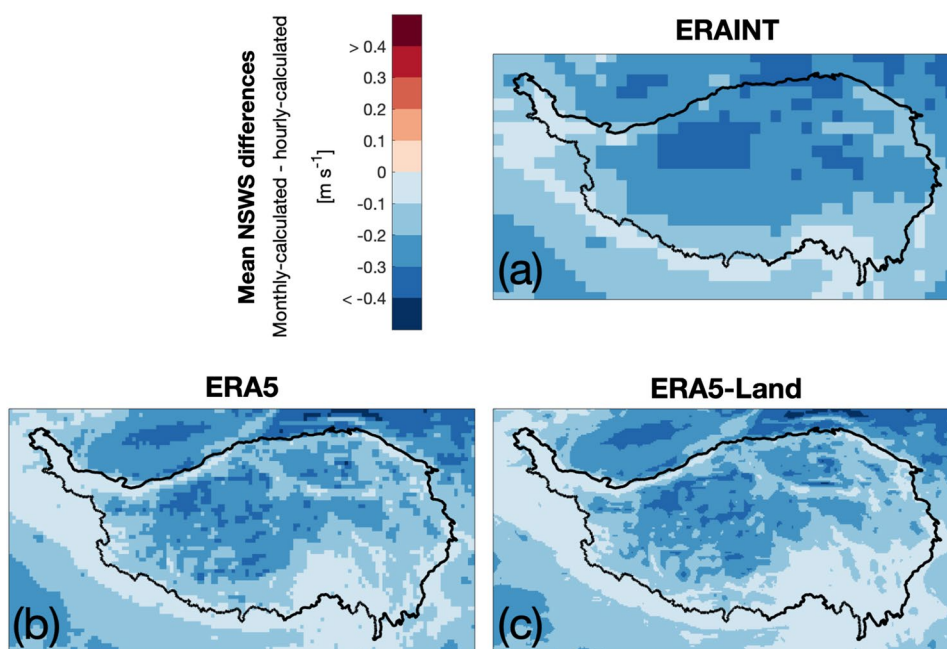 Mean NSWS differences
Monthly-calculated - hourly-calculated
[m s⁻¹]
> 0.4
0.3
0.2
0.1
0
-0.1
-0.2
-0.3
< -0.4
ERAINT
(a)
ERA5
(b)
ERA5-Land
(c)